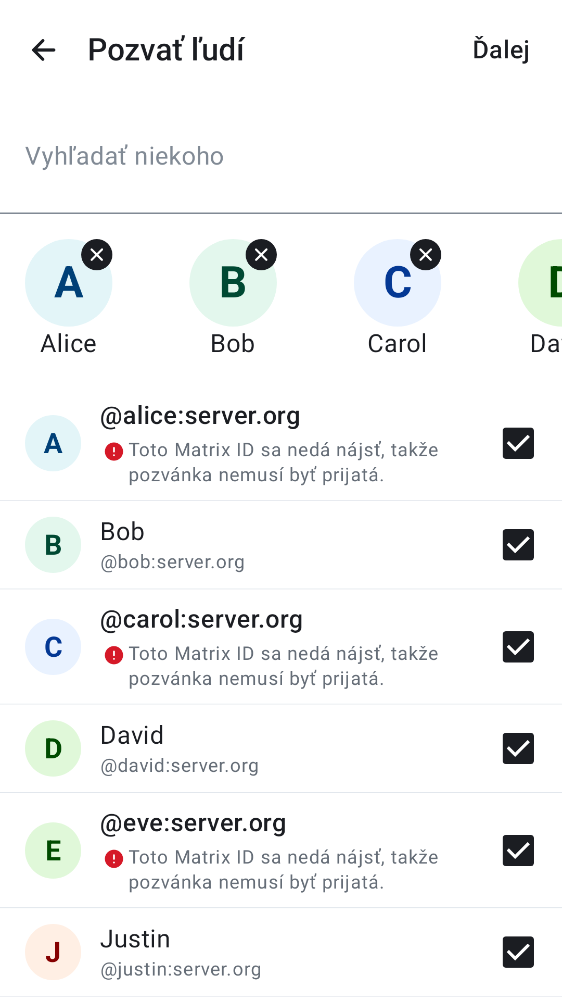 Pozvať ľudí
Ďalej
Vyhľadať niekoho
A
B
C
Alice
Bob
Carol
Da
A
@alice:server.org
Toto Matrix ID sa nedá nájsť, takže
pozvánka nemusí byť prijatá.
B
Bob
@bob:server.org
C
@carol:server.org
Toto Matrix ID sa nedá nájsť, takže
pozvánka nemusí byť prijatá.
D
David
@david:server.org
E
@eve:server.org
Toto Matrix ID sa nedá nájsť, takže
pozvánka nemusí byť prijatá.
J
Justin
@justin:server.org